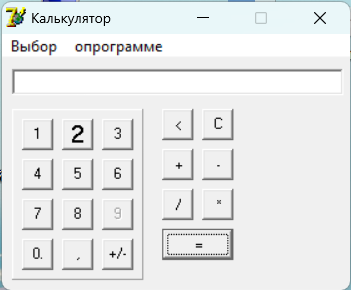 Калькулятор
Выбор опрограмме
1 2 3 < C
4 5 6 + -
7 8 9 / *
0. , +/- =